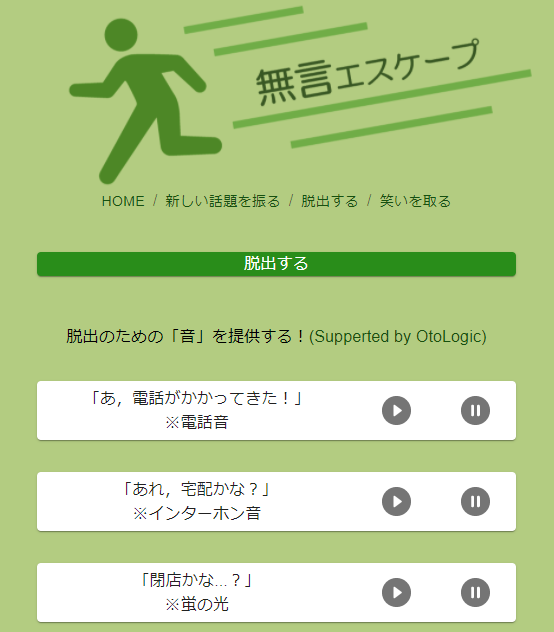 無言エスケープ
HOME / 新しい話題を振る / 脱出する / 笑いを取る
脱出する
脱出のための「音」を提供する！(Supperted by OtoLogic)
「あ，電話がかかってきた！」
※電話音
「あれ，宅配かな？」
※インターホン音
「閉店かな...？」
※蛍の光